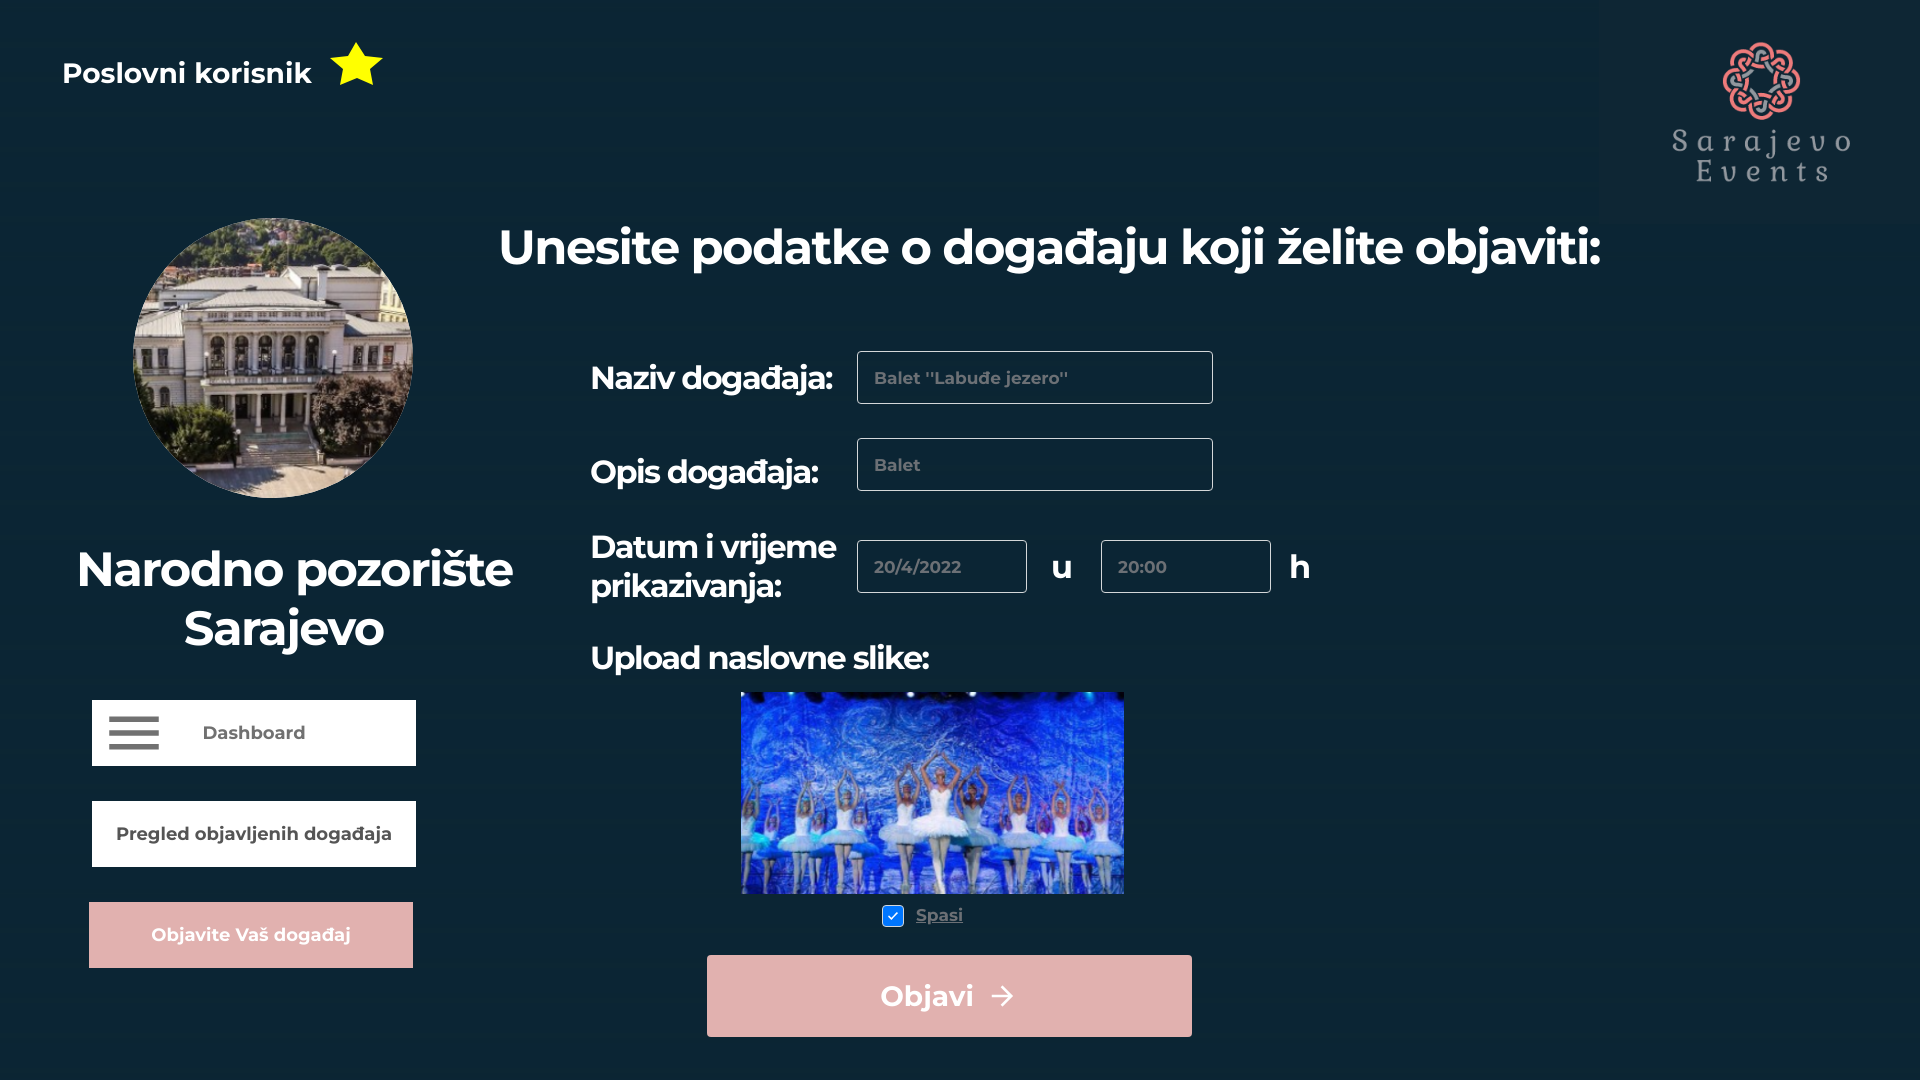 Poslovni korisnik
Sarajevo
Events
Unesite podatke o događaju koji želite objaviti:
Naziv događaja:
Balet ''Labuđe jezero''
Opis događaja:
Balet
Datum i vrijeme
prikazivanja:
20/4/2022
u
20:00
h
Upload naslovne slike:
Spasi
Objavi
Narodno pozorište
Sarajevo
Dashboard
Pregled objavljenih događaja
Objavite Vaš događaj